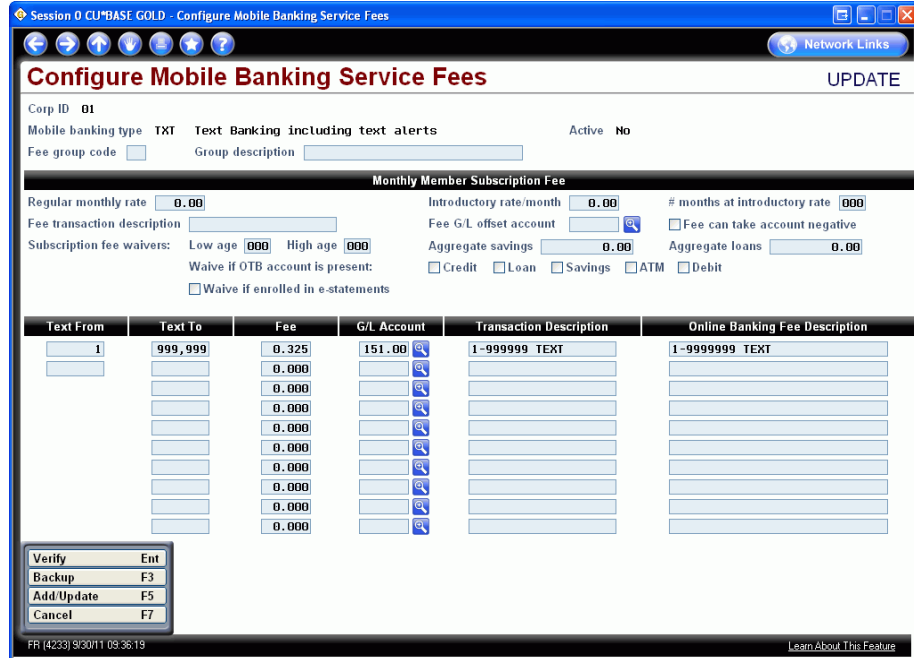 Session 0 CU*BASE GOLD - Configure Mobile Banking Service Fees
Network Links
Configure Mobile Banking Service Fees UPDATE
Corp ID 01
Mobile banking type TXT Text Banking including text alerts Active No
Fee group code Group description
Monthly Member Subscription Fee
Regular monthly rate 0.00 Introductory rate/month 0.00 # months at introductory rate 000
Fee transaction description Fee G/L offset account Fee can take account negative
Subscription fee waivers: Low age 000 High age 000 Aggregate savings 0.00 Aggregate loans 0.00
Waive if OTB account is present: Credit Loan Savings ATM Debit
Waive if enrolled in e-statements
Text From Text To Fee G/L Account Transaction Description Online Banking Fee Description
1 999,999 0.325 151.00 1-999999 TEXT 1-9999999 TEXT
0.000
0.000
0.000
0.000
0.000
0.000
0.000
0.000
0.000
Verify Ent
Backup F3
Add/Update F5
Cancel F7
FR (4233) 9/30/11 09:36:19 Learn About This Feature